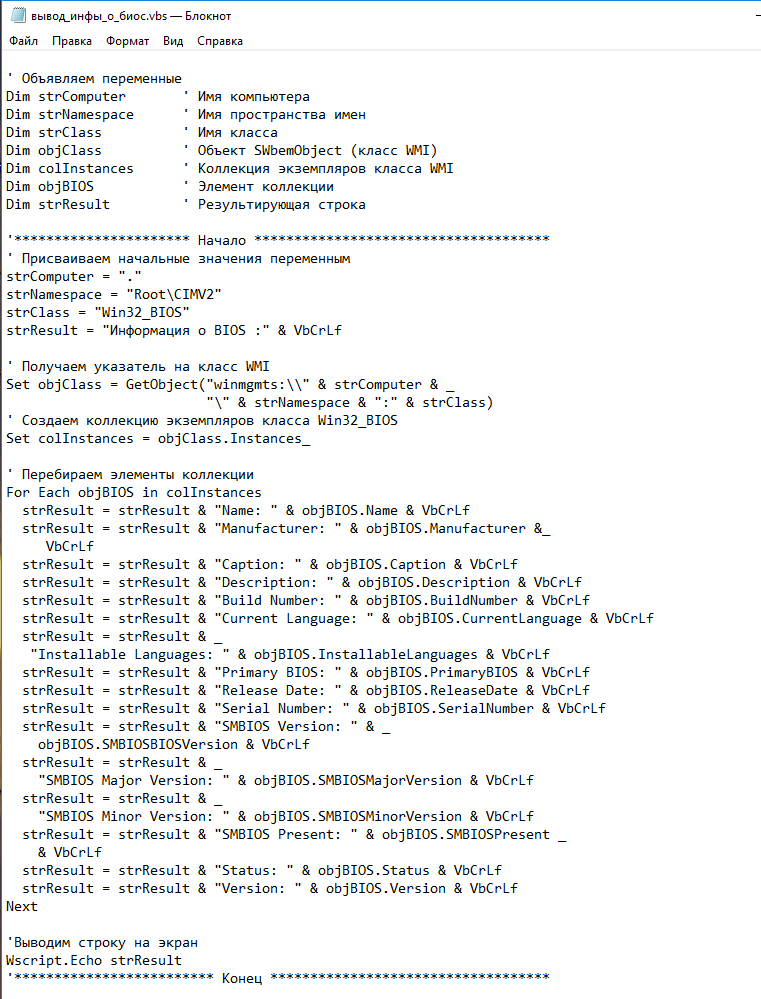 вывод_инфы_о_биос.vbs — Блокнот
Файл Правка Формат Вид Справка
' Объявляем переменные
Dim strComputer       ' Имя компьютера
Dim strNamespace      ' Имя пространства имен
Dim strClass          ' Имя класса
Dim objClass          ' Объект SWbemObject (класс WMI)
Dim colInstances      ' Коллекция экземпляров класса WMI
Dim objBIOS           ' Элемент коллекции
Dim strResult         ' Результирующая строка
'********************** Начало *************************************
' Присваиваем начальные значения переменным
strComputer = "."
strNamespace = "Root\CIMV2"
strClass = "Win32_BIOS"
strResult = "Информация о BIOS :" & VbCrLf
' Получаем указатель на класс WMI
Set objClass = GetObject("winmgmts:\\" & strComputer & _
                         "\" & strNamespace & ":" & strClass)
' Создаем коллекцию экземпляров класса Win32_BIOS
Set colInstances = objClass.Instances_
' Перебираем элементы коллекции
For Each objBIOS in colInstances
  strResult = strResult & "Name: " & objBIOS.Name & VbCrLf
  strResult = strResult & "Manufacturer: " & objBIOS.Manufacturer &_
     VbCrLf
  strResult = strResult & "Caption: " & objBIOS.Caption & VbCrLf
  strResult = strResult & "Description: " & objBIOS.Description & VbCrLf
  strResult = strResult & "Build Number: " & objBIOS.BuildNumber & VbCrLf
  strResult = strResult & "Current Language: " & objBIOS.CurrentLanguage & VbCrLf
  strResult = strResult & _
   "Installable Languages: " & objBIOS.InstallableLanguages & VbCrLf
  strResult = strResult & "Primary BIOS: " & objBIOS.PrimaryBIOS & VbCrLf
  strResult = strResult & "Release Date: " & objBIOS.ReleaseDate & VbCrLf
  strResult = strResult & "Serial Number: " & objBIOS.SerialNumber & VbCrLf
  strResult = strResult & "SMBIOS Version: " & _
    objBIOS.SMBIOSBIOSVersion & VbCrLf
  strResult = strResult & _
    "SMBIOS Major Version: " & objBIOS.SMBIOSMajorVersion & VbCrLf
  strResult = strResult & _
    "SMBIOS Minor Version: " & objBIOS.SMBIOSMinorVersion & VbCrLf
  strResult = strResult & "SMBIOS Present: " & objBIOS.SMBIOSPresent _
    & VbCrLf
  strResult = strResult & "Status: " & objBIOS.Status & VbCrLf
  strResult = strResult & "Version: " & objBIOS.Version & VbCrLf
Next
'Выводим строку на экран
Wscript.Echo strResult
'************************* Конец ***********************************